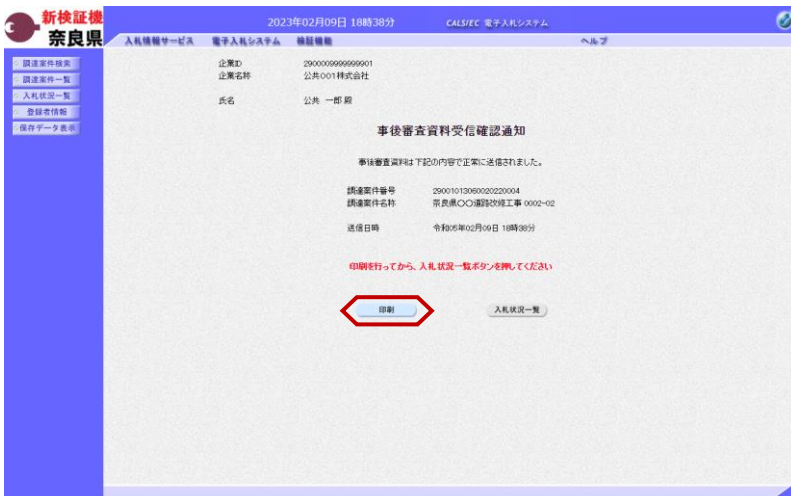 新検証機
奈良県
2023年02月09日 18時38分
CALS/EC 電子入札システム
入札情報サービス 電子入札システム 検証機能 ヘルプ
調達案件検索
調達案件一覧
入札状況一覧
登録者情報
保存データ表示
企業ID 2900009999999901
企業名称 公共001株式会社
氏名 公共 一郎 殿
事後審査資料受信確認通知
事後審査資料は下記の内容で正常に送信されました。
調達案件番号 29001013060020220004
調達案件名称 奈良県〇〇道路改修工事 0002-02
送信日時 令和05年02月09日 18時38分
印刷を行ってから、入札状況一覧ボタンを押してください
印刷 入札状況一覧